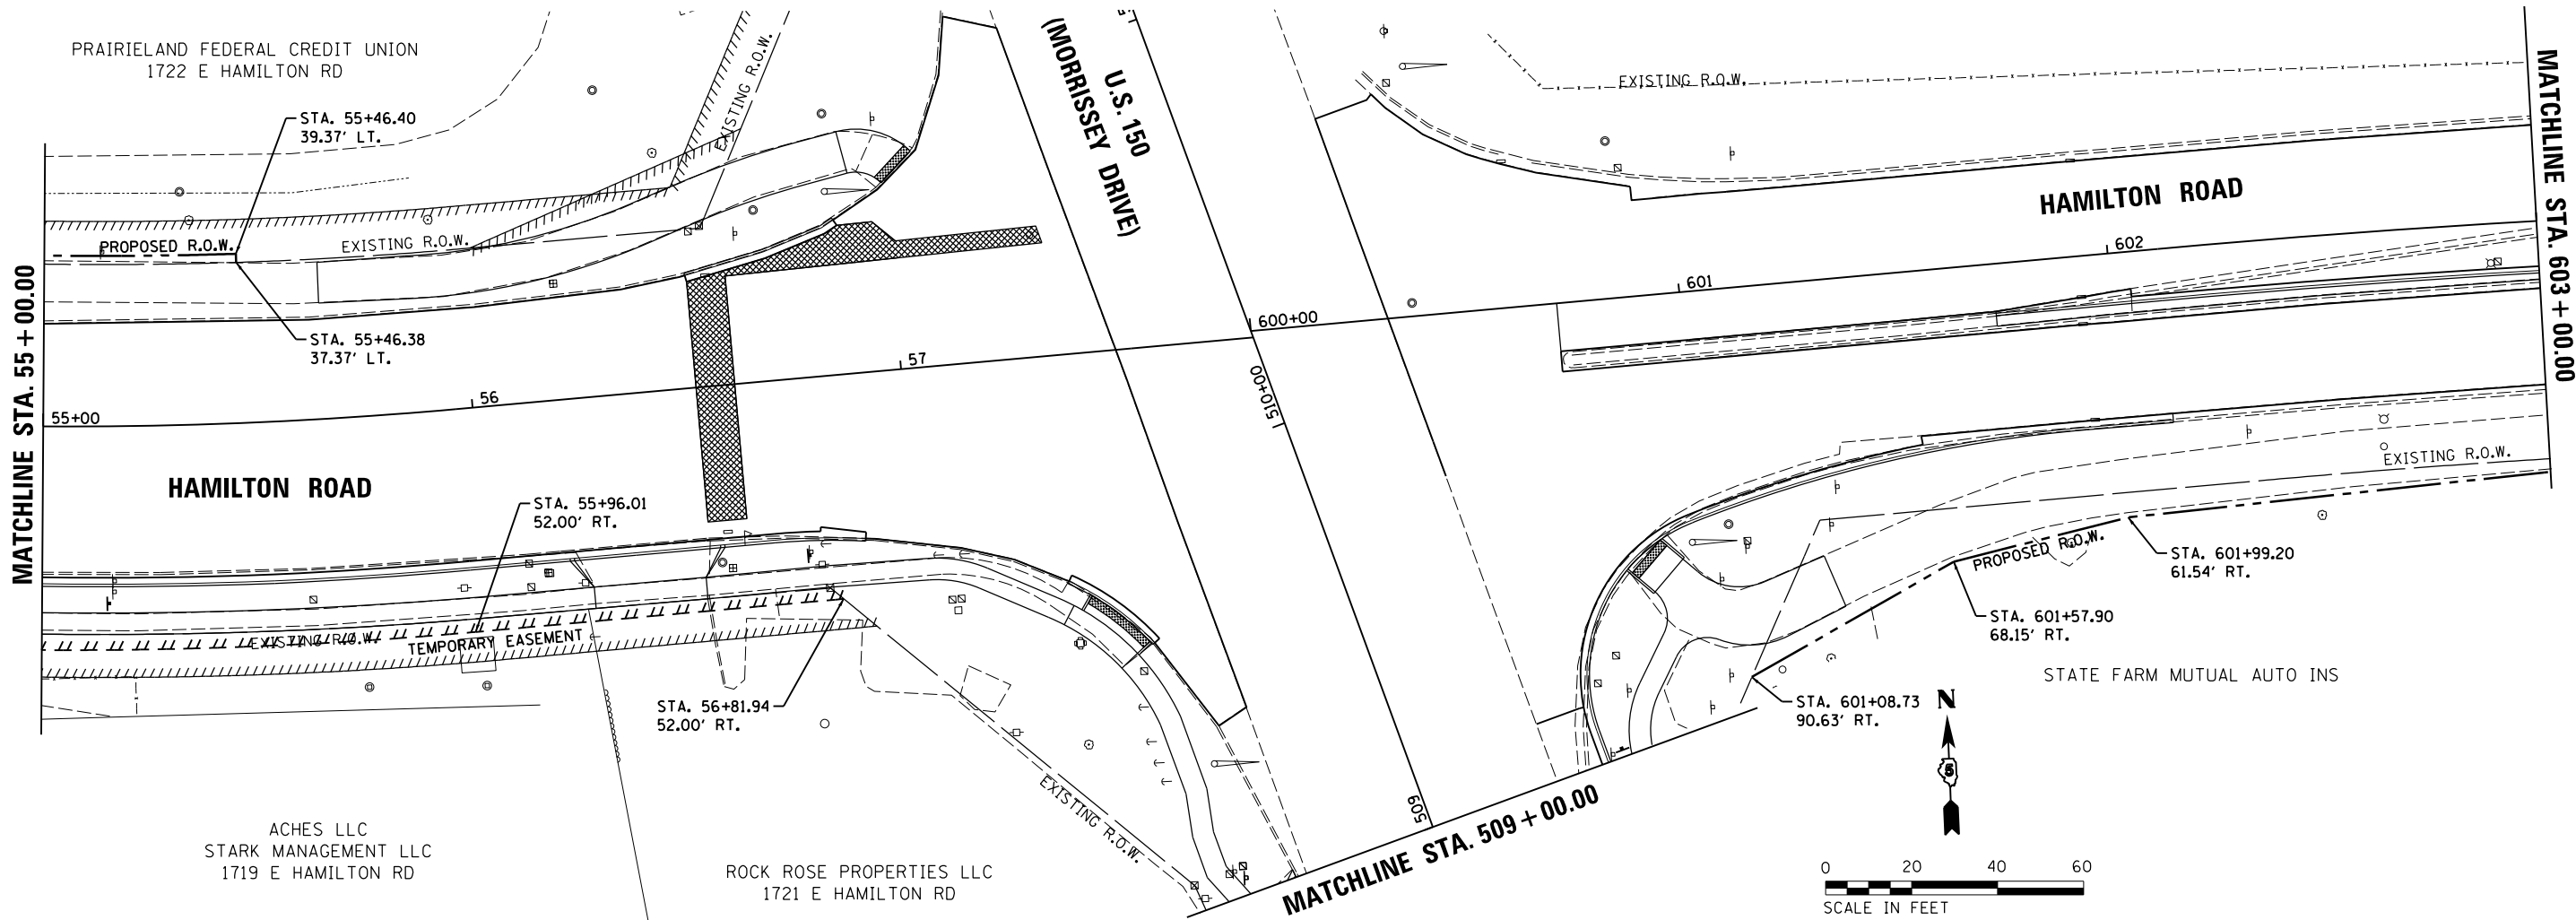 PRAIRIELAND FEDERAL CREDIT UNION
1722 E HAMILTON RD
STA. 55+46.40
39.37' LT.
EXISTING R.O.W.
PROPOSED R.O.W.
EXISTING R.O.W.
STA. 55+46.38
37.37' LT.
MATCHLINE STA. 55+00.00
55+00
56
57
HAMILTON ROAD
U.S. 150
(MORRISSEY DRIVE)
EXISTING R.O.W.
HAMILTON ROAD
MATCHLINE STA. 603+00.00
600+00
601
602
510+00
509
STA. 55+96.01
52.00' RT.
EXISTING R.O.W.
TEMPORARY EASEMENT
STA. 56+81.94
52.00' RT.
EXISTING R.O.W.
EXISTING R.O.W.
PROPOSED R.O.W.
STA. 601+99.20
61.54' RT.
STA. 601+57.90
68.15' RT.
STA. 601+08.73
90.63' RT.
STATE FARM MUTUAL AUTO INS
N
5
MATCHLINE STA. 509+00.00
ACHES LLC
STARK MANAGEMENT LLC
1719 E HAMILTON RD
ROCK ROSE PROPERTIES LLC
1721 E HAMILTON RD
0 20 40 60
SCALE IN FEET